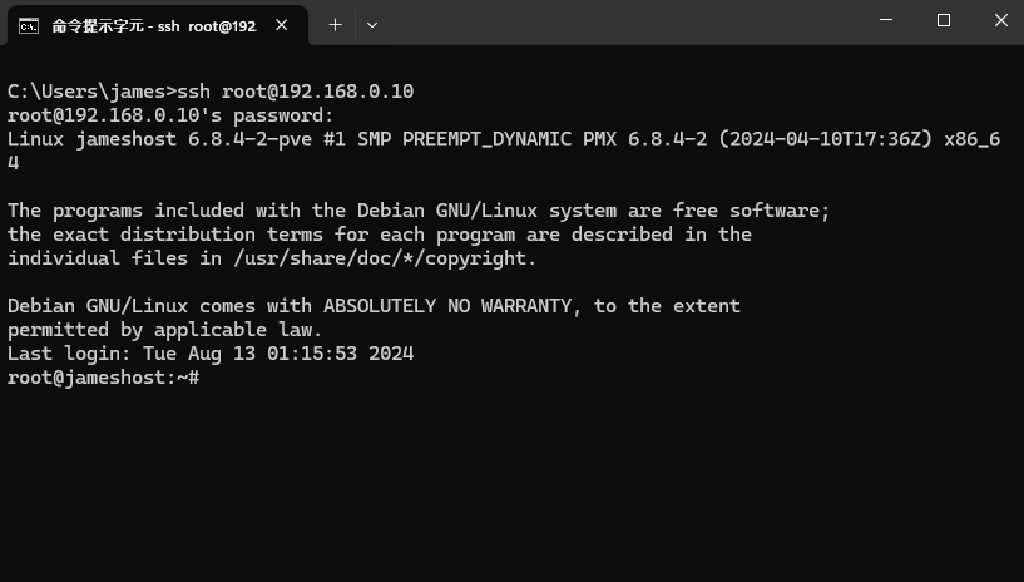 命令提示字元 - ssh root@192
C:\Users\james>ssh root@192.168.0.10
root@192.168.0.10's password:
Linux jameshost 6.8.4-2-pve #1 SMP PREEMPT_DYNAMIC PMX 6.8.4-2 (2024-04-10T17:36Z) x86_6
4
The programs included with the Debian GNU/Linux system are free software;
the exact distribution terms for each program are described in the
individual files in /usr/share/doc/*/copyright.
Debian GNU/Linux comes with ABSOLUTELY NO WARRANTY, to the extent
permitted by applicable law.
Last login: Tue Aug 13 01:15:53 2024
root@jameshost:~#